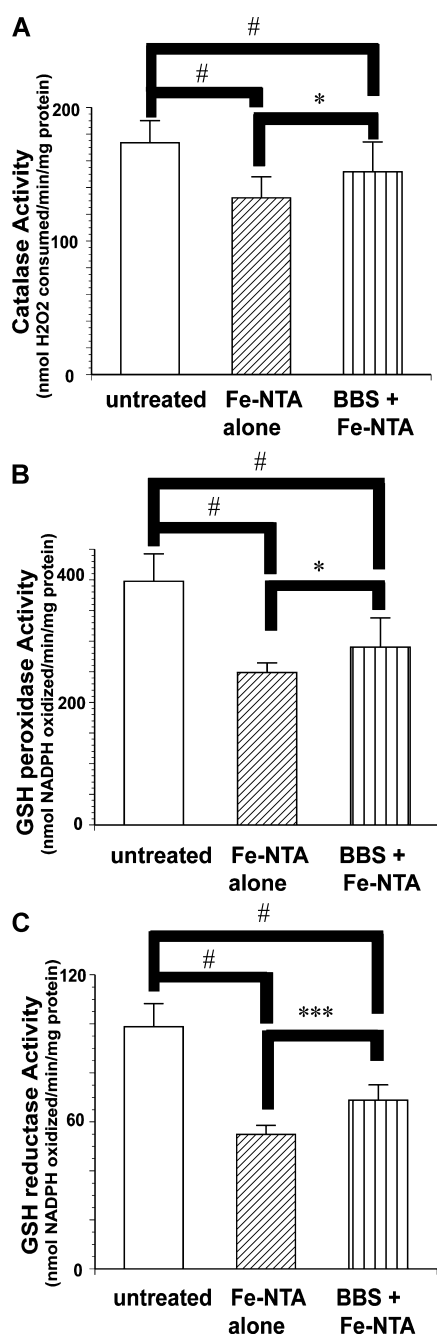 A
#
#
*
200
100
0
Catalase Activity
(nmol H2O2 consumed/min/mg protein)
untreated Fe-NTA BBS +
alone Fe-NTA
B
#
#
*
400
200
0
GSH peroxidase Activity
(nmol NADPH oxidized/min/mg protein)
untreated Fe-NTA BBS +
alone Fe-NTA
C
#
#
***
120
60
0
GSH reductase Activity
(nmol NADPH oxidized/min/mg protein)
untreated Fe-NTA BBS +
alone Fe-NTA